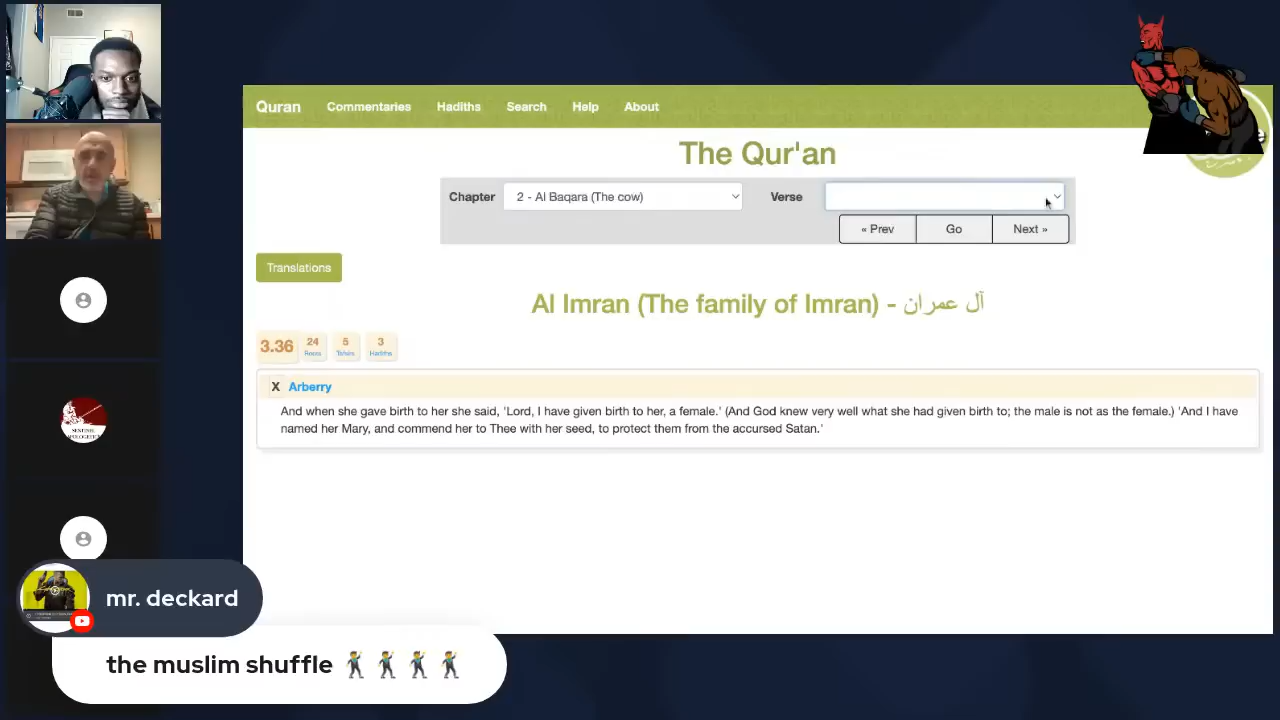 Quran Commentaries Hadiths Search Help About
The Qur'an
Chapter 2 - Al Baqara (The cow) Verse
« Prev Go Next »
Translations
Al Imran (The family of Imran) - آل عمران
3.36 24 5 3
Tafsirs Hadiths
X Arberry
And when she gave birth to her she said, 'Lord, I have given birth to her, a female.' (And God knew very well what she had given birth to; the male is not as the female.) 'And I have
named her Mary, and commend her to Thee with her seed, to protect them from the accursed Satan.'
SENTINEL
APOLOGETICS
mr. deckard
the muslim shuffle 🕺🕺🕺🕺